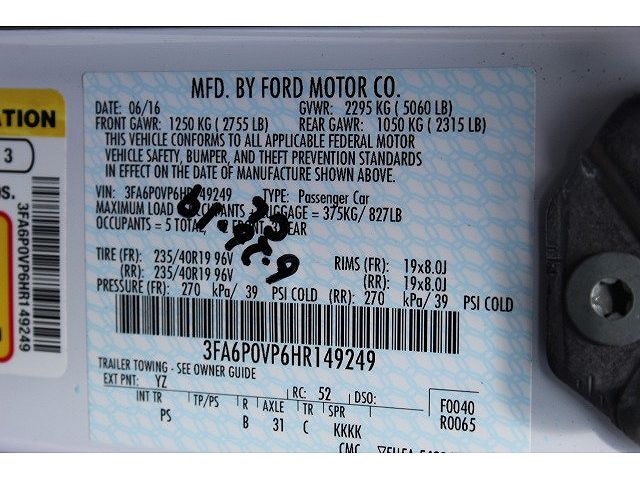 MFD. BY FORD MOTOR CO.
DATE: 06/16 GVWR: 2295 KG ( 5060 LB)
FRONT GAWR: 1250 KG ( 2755 LB) REAR GAWR: 1050 KG ( 2315 LB)
THIS VEHICLE CONFORMS TO ALL APPLICABLE FEDERAL MOTOR
VEHICLE SAFETY, BUMPER, AND THEFT PREVENTION STANDARDS
IN EFFECT ON THE DATE OF MANUFACTURE SHOWN ABOVE.
VIN: 3FA6P0VP6HR149249 TYPE: Passenger Car
MAXIMUM LOAD OCCUPANTS + LUGGAGE = 375KG/ 827LB
OCCUPANTS = 5 TOTAL REAR
TIRE (FR): 235/40R19 96V RIMS (FR): 19x8.0J
(RR): 235/40R19 96V (RR): 19x8.0J
PRESSURE (FR): 270 kPa/ 39 PSI COLD (RR): 270 kPa/ 39 PSI COLD
3FA6P0VP6HR149249
TRAILER TOWING - SEE OWNER GUIDE
EXT PNT: YZ RC: 52 DSO:
INT TR TP/PS R AXLE TR SPR F0040
PS B 31 C KKKK R0065
CMC
ATION
3
OS.
3FA6P0VP6HR149249